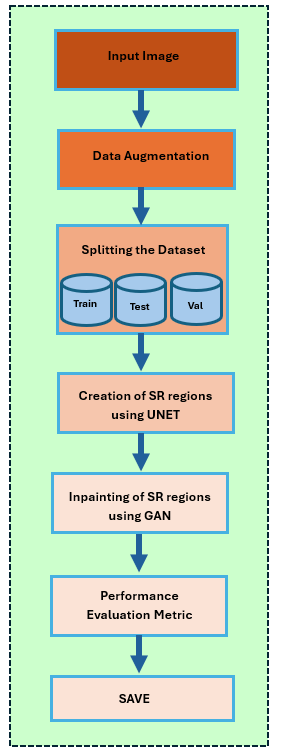 Input Image
Data Augmentation
Splitting the Dataset
Train
Test
Val
Creation of SR regions
using UNET
Inpainting of SR regions
using GAN
Performance
Evaluation Metric
SAVE